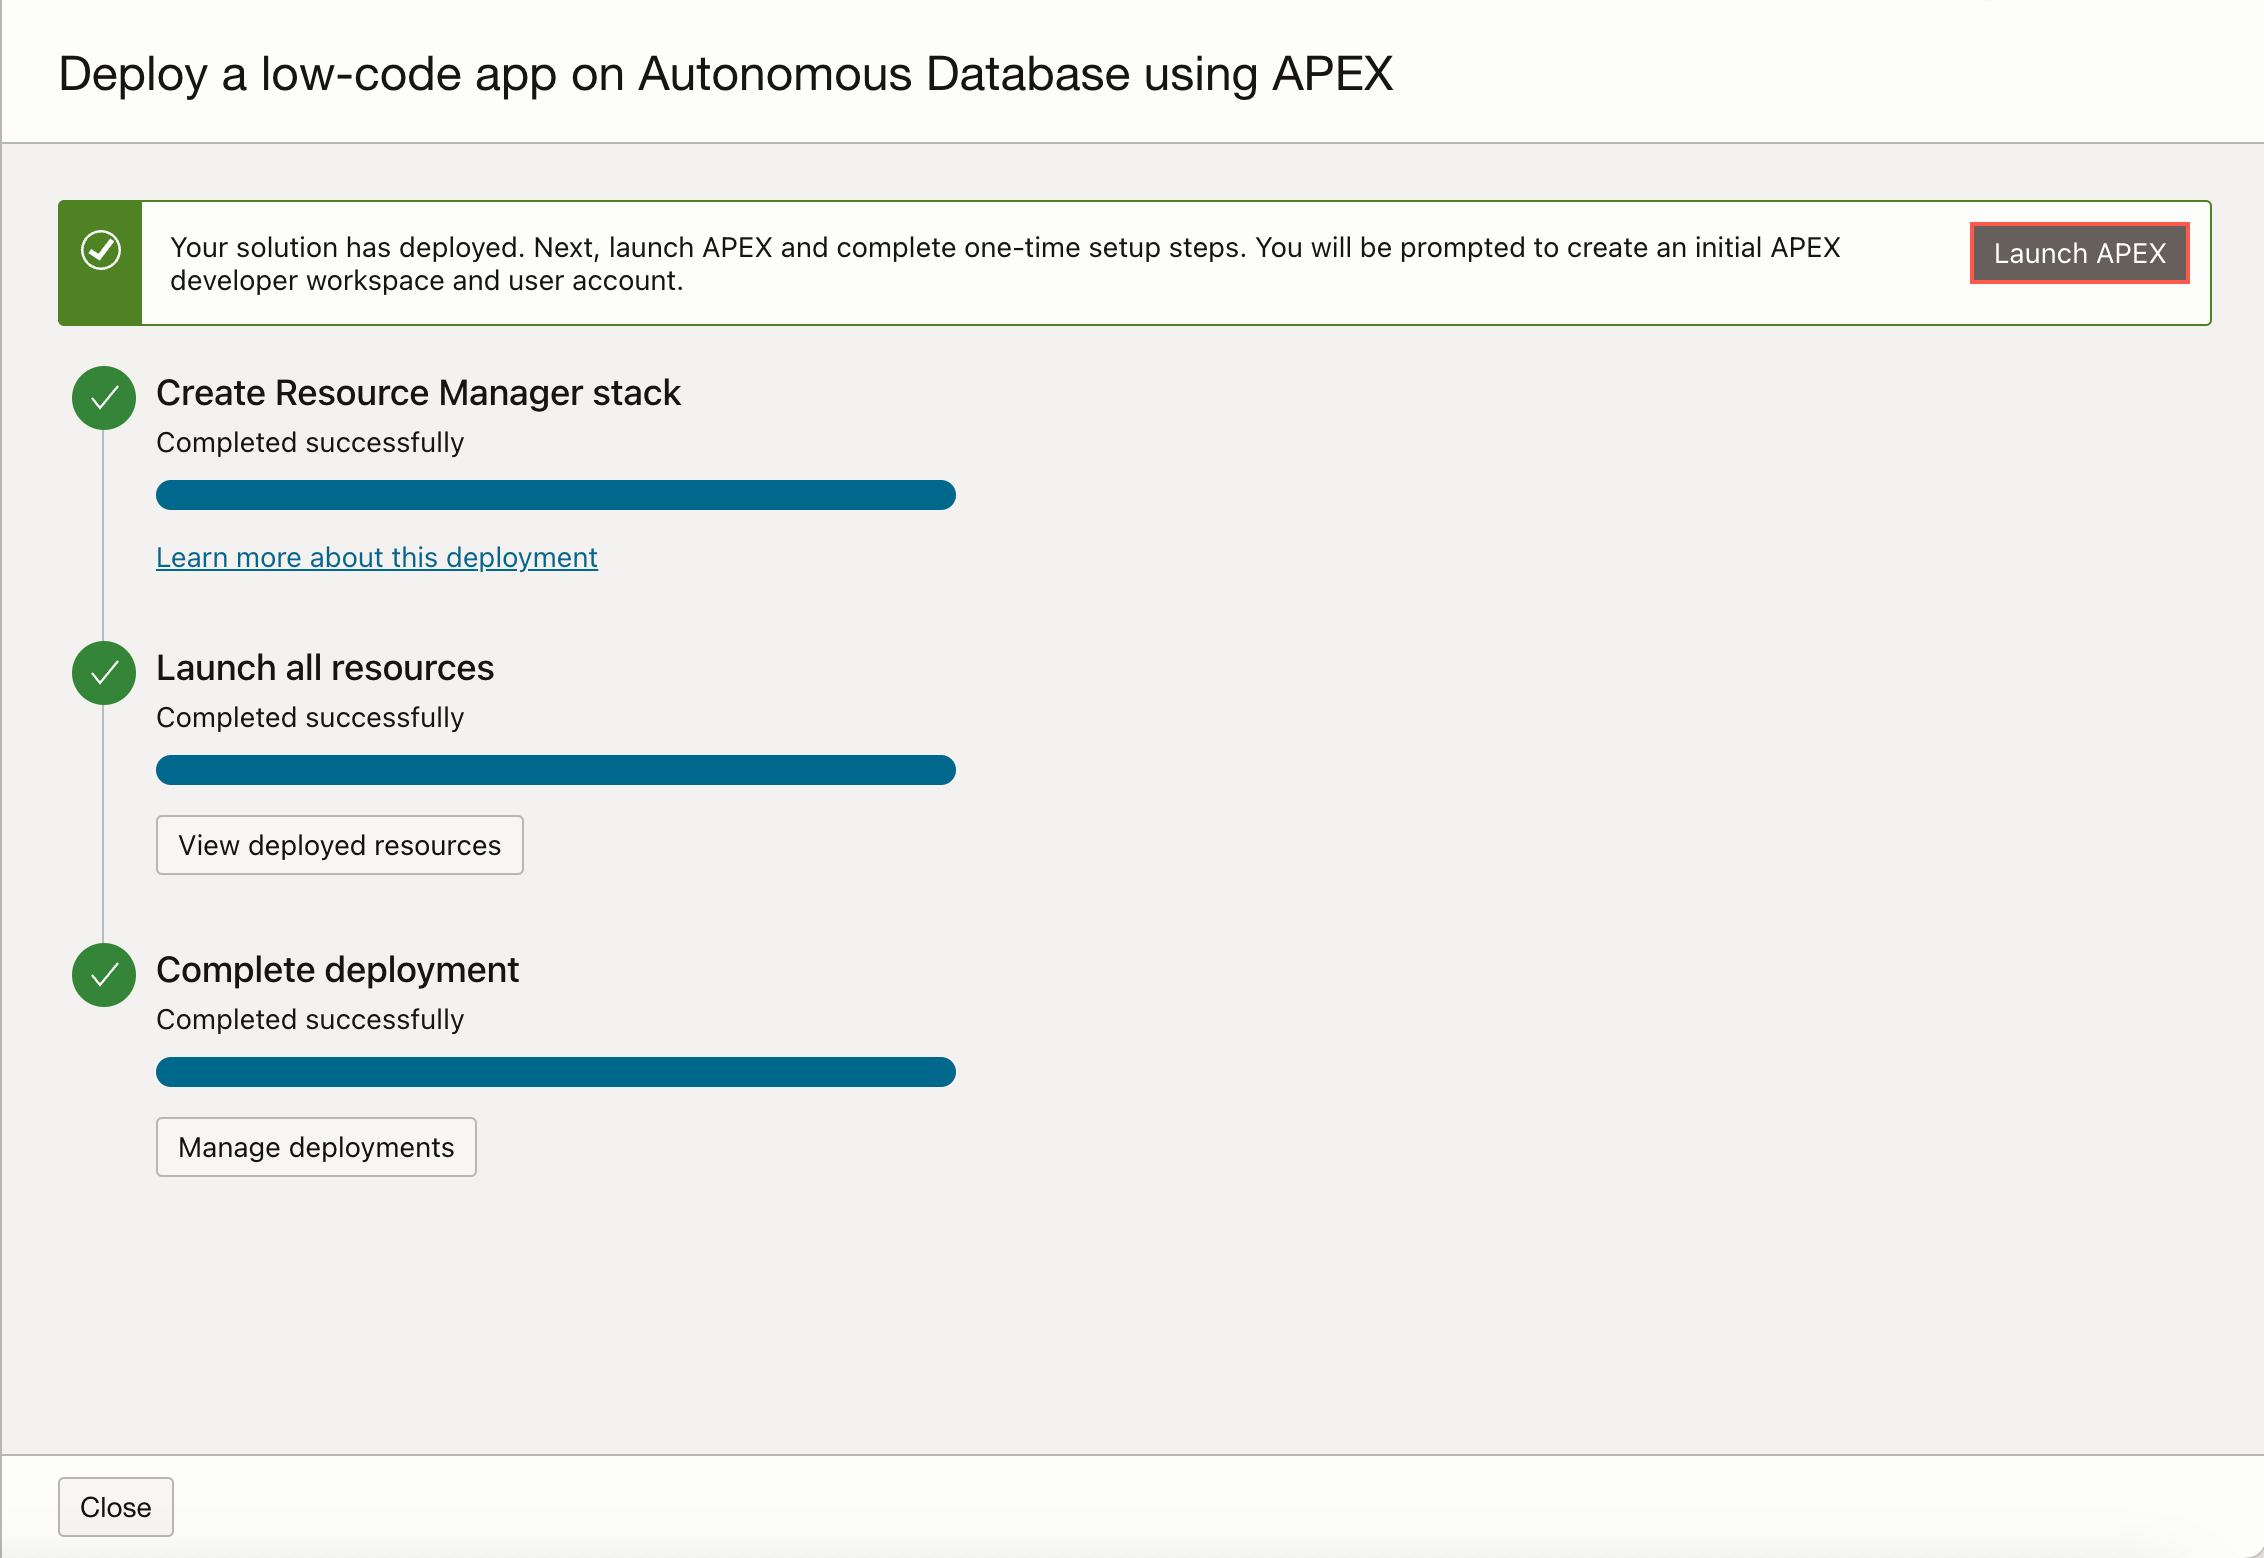 Deploy a low-code app on Autonomous Database using APEX
Your solution has deployed. Next, launch APEX and complete one-time setup steps. You will be prompted to create an initial APEX
developer workspace and user account.
Launch APEX
Create Resource Manager stack
Completed successfully
Learn more about this deployment
Launch all resources
Completed successfully
View deployed resources
Complete deployment
Completed successfully
Manage deployments
Close